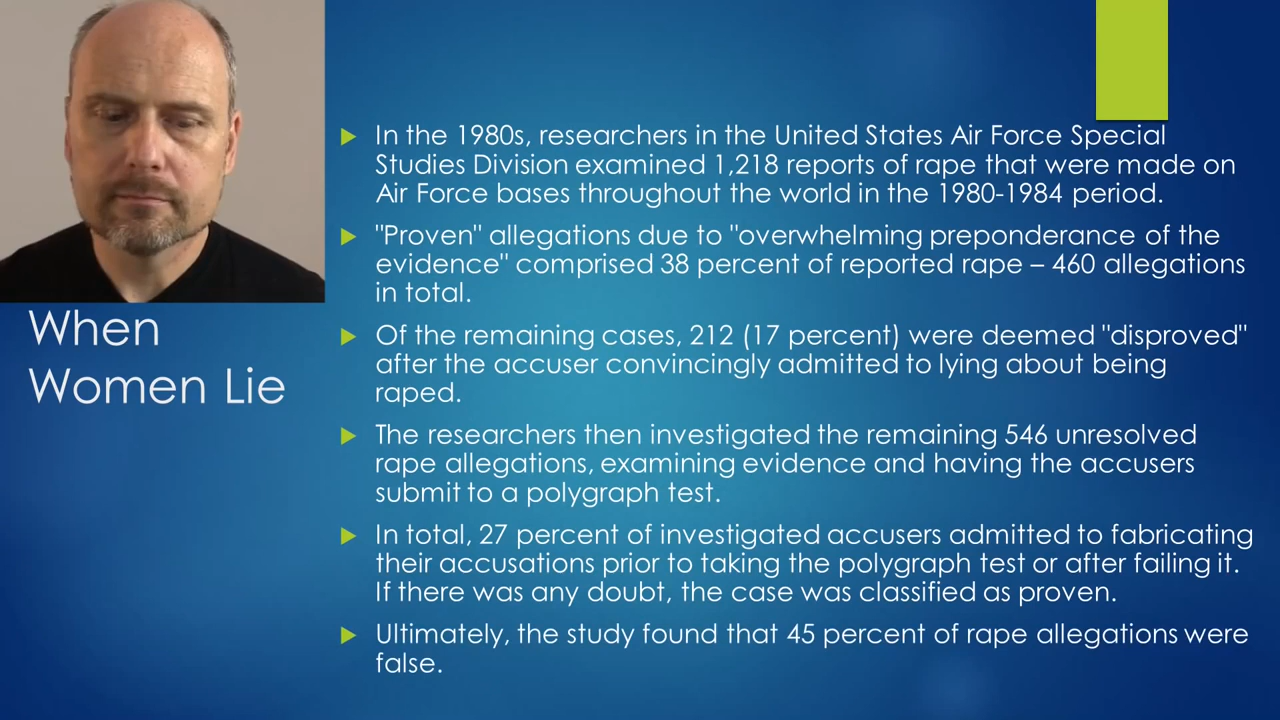 In the 1980s, researchers in the United States Air Force Special
Studies Division examined 1,218 reports of rape that were made on
Air Force bases throughout the world in the 1980-1984 period.
"Proven" allegations due to "overwhelming preponderance of the
evidence" comprised 38 percent of reported rape – 460 allegations
in total.
When
Women Lie
Of the remaining cases, 212 (17 percent) were deemed "disproved"
after the accuser convincingly admitted to lying about being
raped.
The researchers then investigated the remaining 546 unresolved
rape allegations, examining evidence and having the accusers
submit to a polygraph test.
In total, 27 percent of investigated accusers admitted to fabricating
their accusations prior to taking the polygraph test or after failing it.
If there was any doubt, the case was classified as proven.
Ultimately, the study found that 45 percent of rape allegations were
false.